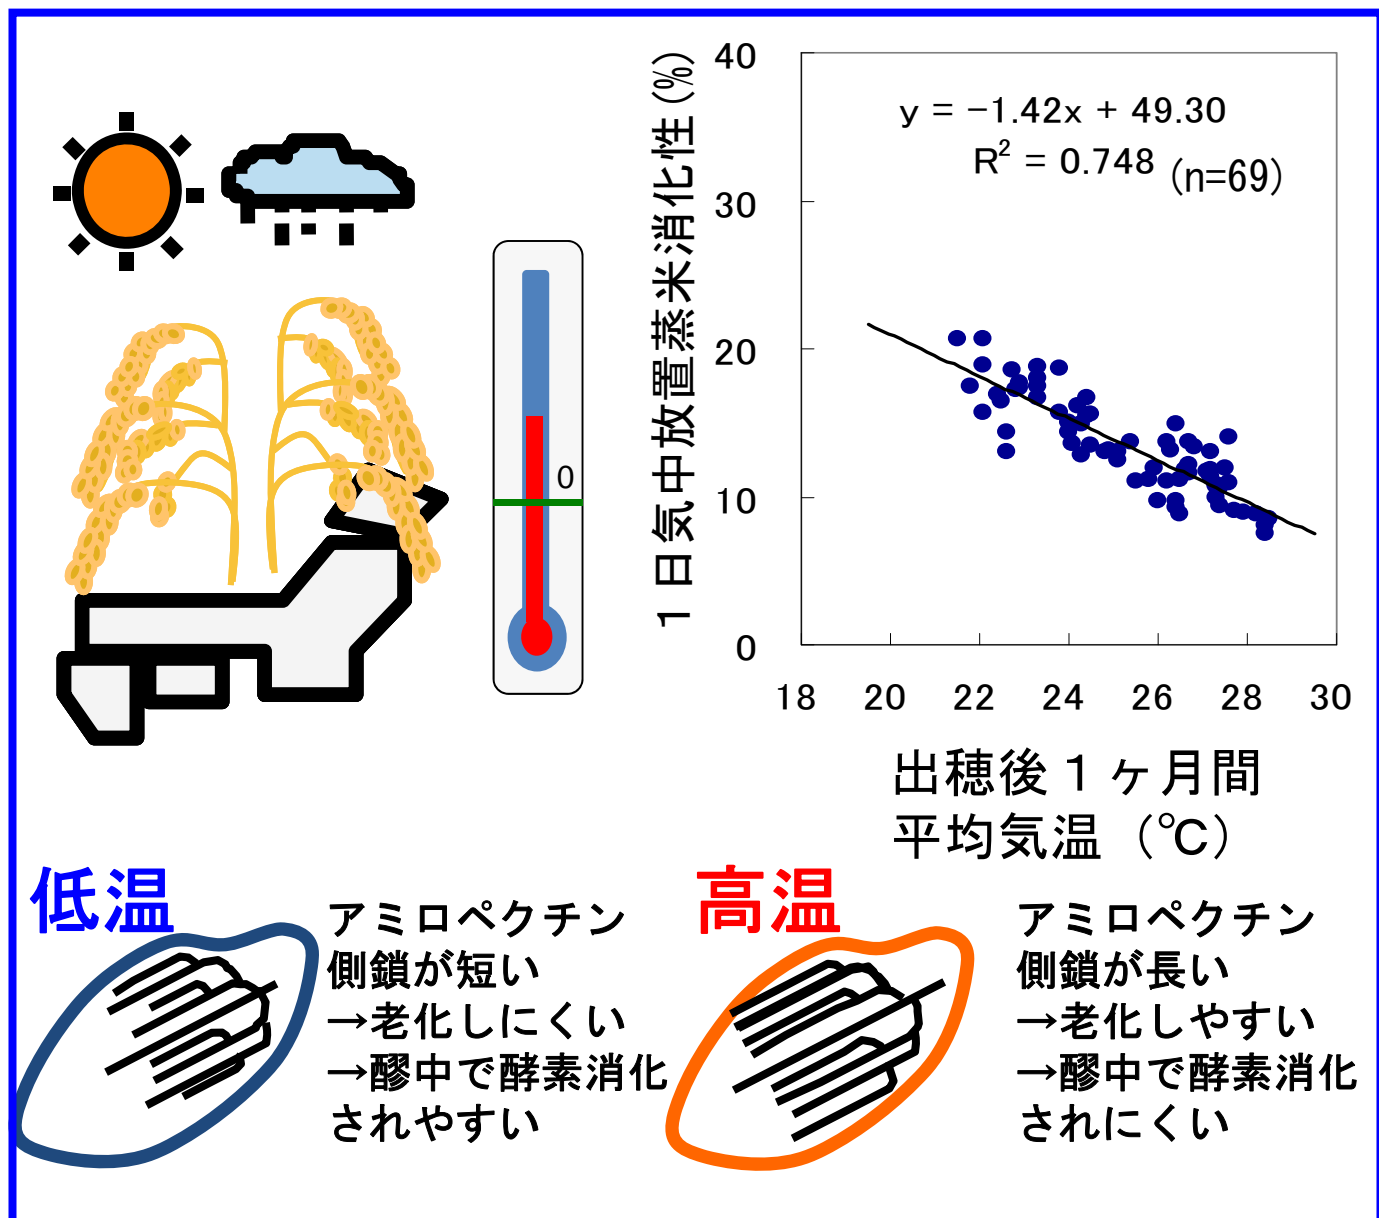 1日気中放置蒸米消化性(%)
40
30
20
10
0
y = −1.42x + 49.30
R² = 0.748 (n=69)
18 20 22 24 26 28 30
出穂後1ヶ月間
平均気温（℃）
0
低温
アミロペクチン
側鎖が短い
→老化しにくい
→醪中で酵素消化
されやすい
高温
アミロペクチン
側鎖が長い
→老化しやすい
→醪中で酵素消化
されにくい